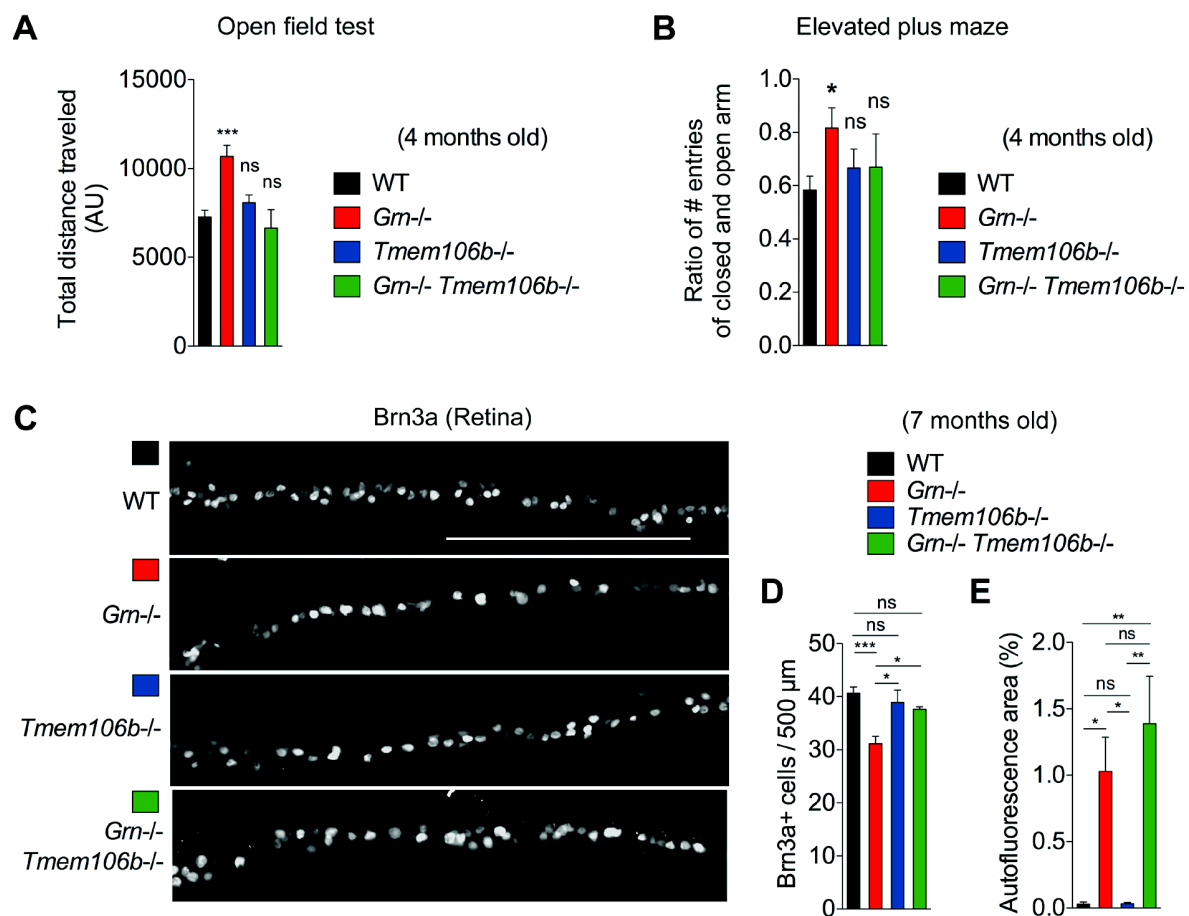 A
Open field test
15000
10000
5000
0
Total distance traveled
(AU)
***
ns
ns
(4 months old)
WT
Grn-/-
Tmem106b-/-
Grn-/- Tmem106b-/-
B
Elevated plus maze
1.0
0.8
0.6
0.4
0.2
0.0
Ratio of # entries
of closed and open arm
*
ns
ns
(4 months old)
WT
Grn-/-
Tmem106b-/-
Grn-/- Tmem106b-/-
C
Brn3a (Retina)
WT
Grn-/-
Tmem106b-/-
Grn-/-
Tmem106b-/-
(7 months old)
WT
Grn-/-
Tmem106b-/-
Grn-/- Tmem106b-/-
D
ns
ns
***
*
*
50
40
30
20
10
0
Brn3a+ cells / 500 µm
E
**
ns
**
ns
*
*
2.0
1.5
1.0
0.5
0.0
Autofluorescence area (%)